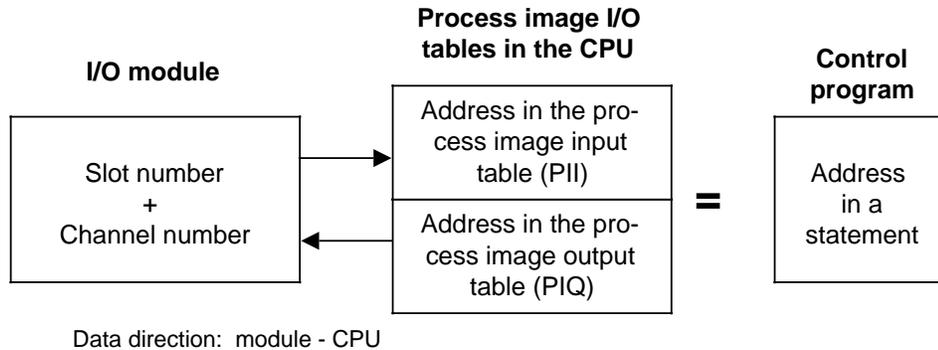 Process image I/O
tables in the CPU
I/O module
Control
program
Slot number
+
Channel number
Address in the pro-
cess image input
table (PII)
Address in the pro-
cess image output
table (PIQ)
=
Address
in a
statement
Data direction: module - CPU